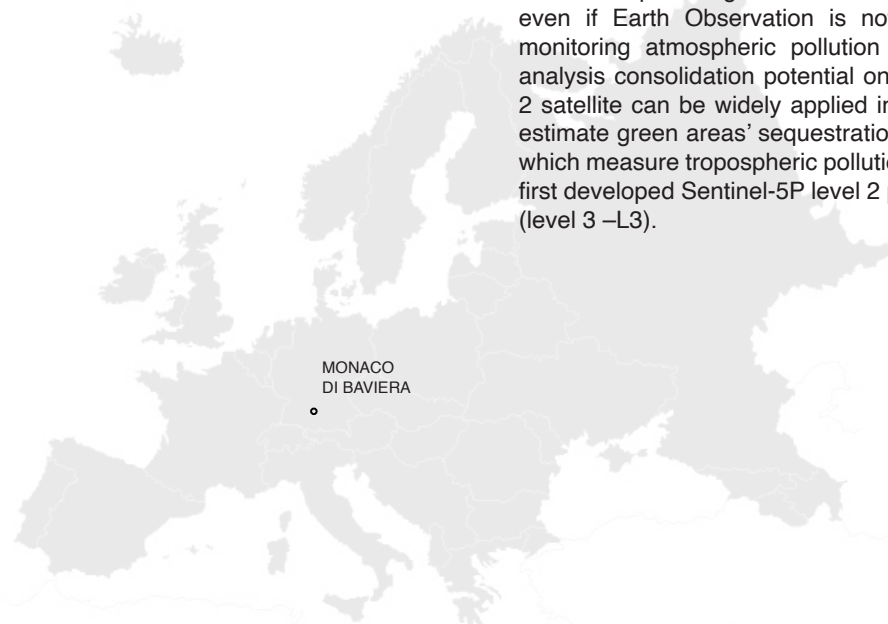 even if Earth Observation is no
monitoring atmospheric pollution
analysis consolidation potential on
2 satellite can be widely applied in
estimate green areas' sequestratio
which measure tropospheric polluti
first developed Sentinel-5P level 2
(level 3 –L3).
MONACO
DI BAVIERA